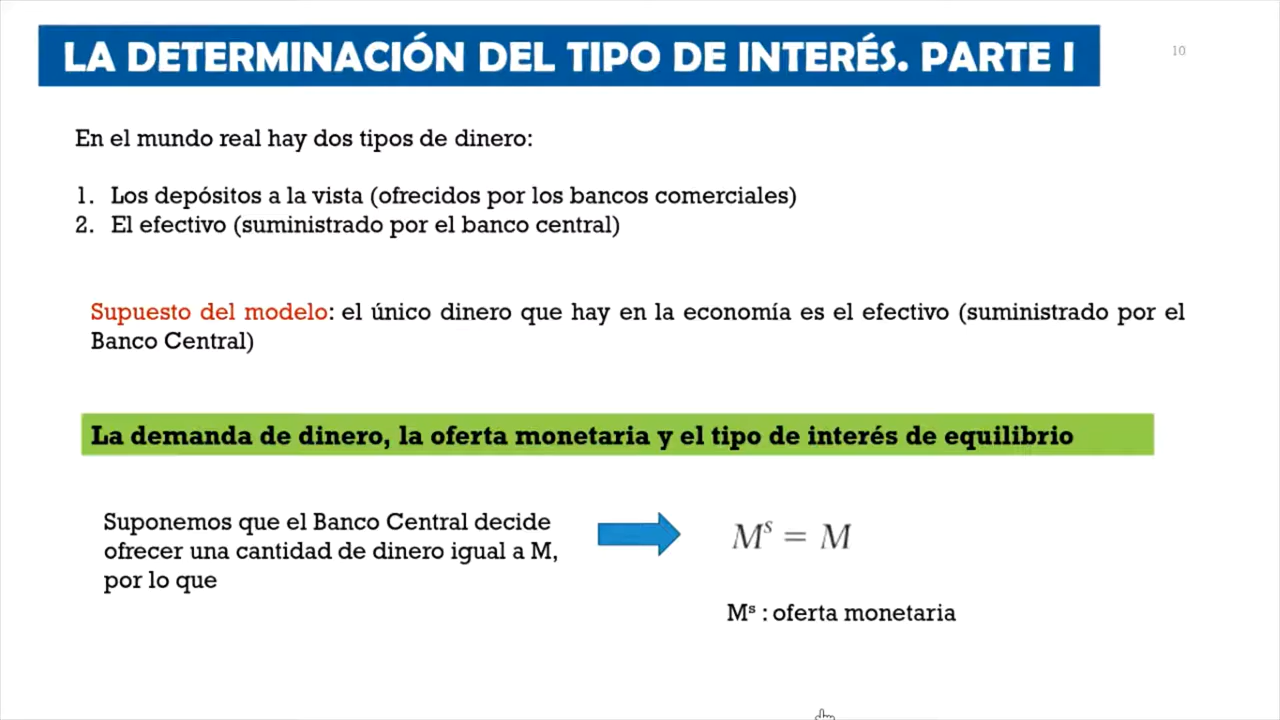 LA DETERMINACIÓN DEL TIPO DE INTERÉS. PARTE I
10
En el mundo real hay dos tipos de dinero:
1. Los depósitos a la vista (ofrecidos por los bancos comerciales)
2. El efectivo (suministrado por el banco central)
Supuesto del modelo: el único dinero que hay en la economía es el efectivo (suministrado por el
Banco Central)
La demanda de dinero, la oferta monetaria y el tipo de interés de equilibrio
Suponemos que el Banco Central decide
ofrecer una cantidad de dinero igual a M,
por lo que
Mˢ = M
Mˢ : oferta monetaria